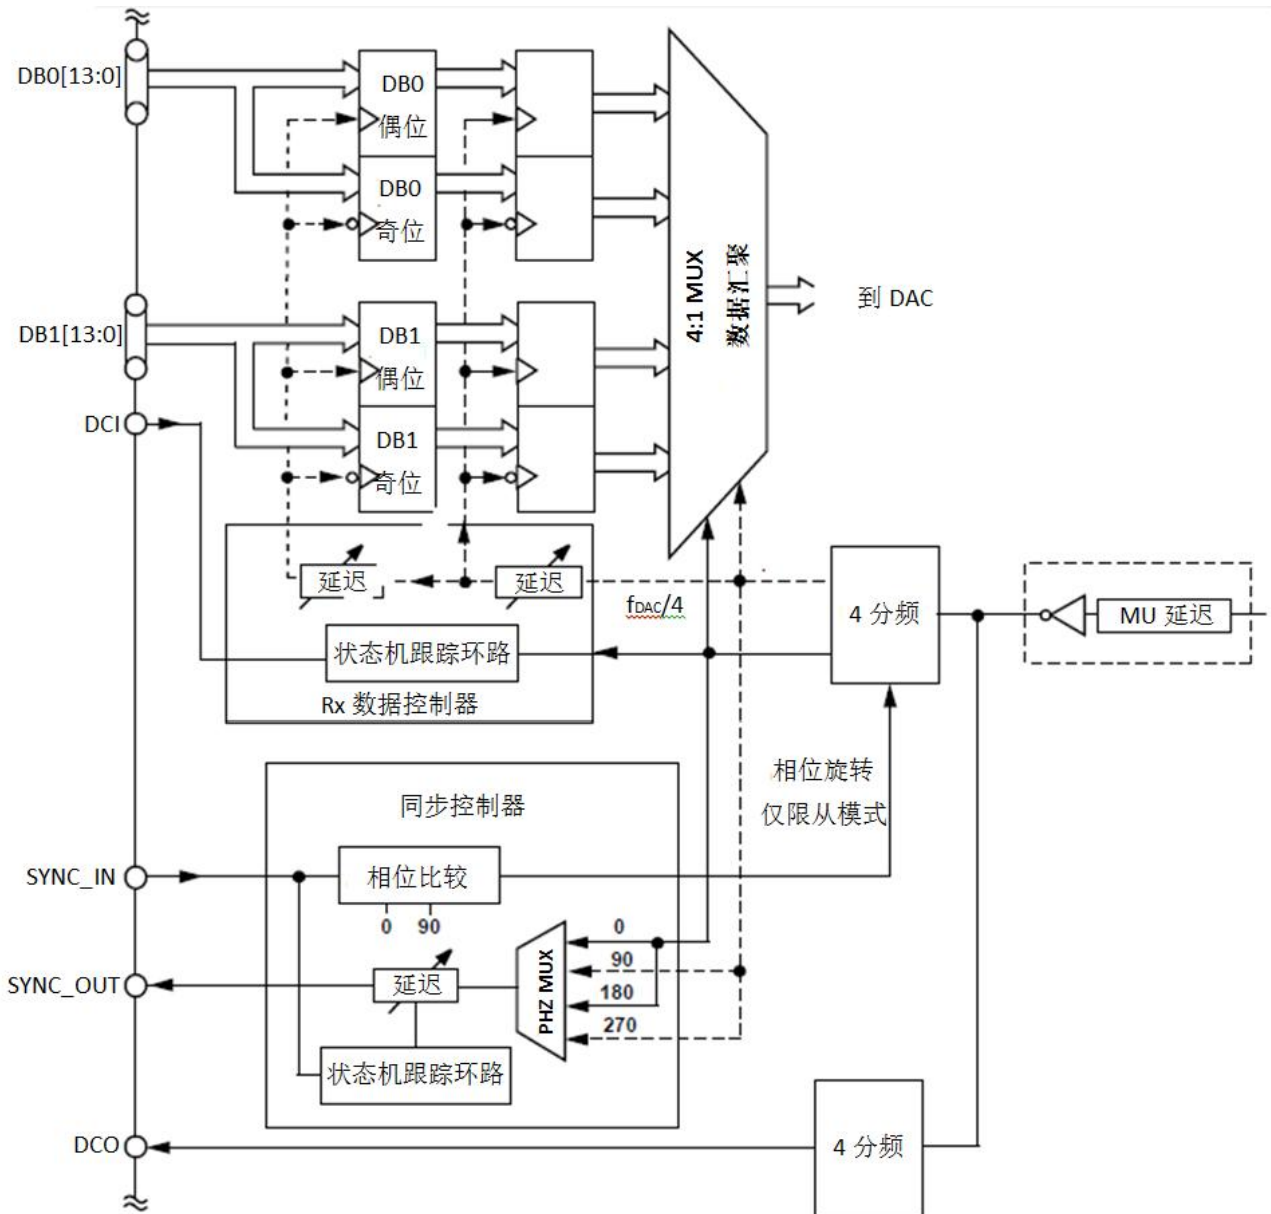 DB0[13:0]
DB0
偶位
DB0
奇位
DB1[13:0]
DB1
偶位
DB1
奇位
4:1 MUX
数据汇聚
到 DAC
DCI
延迟
延迟
fDAC/4
4 分频
MU 延迟
状态机跟踪环路
Rx 数据控制器
相位旋转
仅限从模式
同步控制器
SYNC_IN
相位比较
0 90
0
90
180
270
PHZ MUX
SYNC_OUT
延迟
状态机跟踪环路
DCO
4 分频